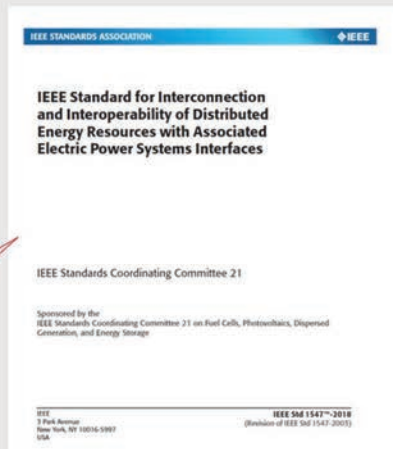 IEEE STANDARDS ASSOCIATION
IEEE
IEEE Standard for Interconnection
and Interoperability of Distributed
Energy Resources with Associated
Electric Power Systems Interfaces
IEEE Standards Coordinating Committee 21
Sponsored by the
IEEE Standards Coordinating Committee 21 on Fuel Cells, Photovoltaics, Dispersed
Generation, and Energy Storage
IEEE
3 Park Avenue
New York, NY 10016-5997
USA
IEEE Std 1547™-2018
(Revision of IEEE Std 1547-2003)